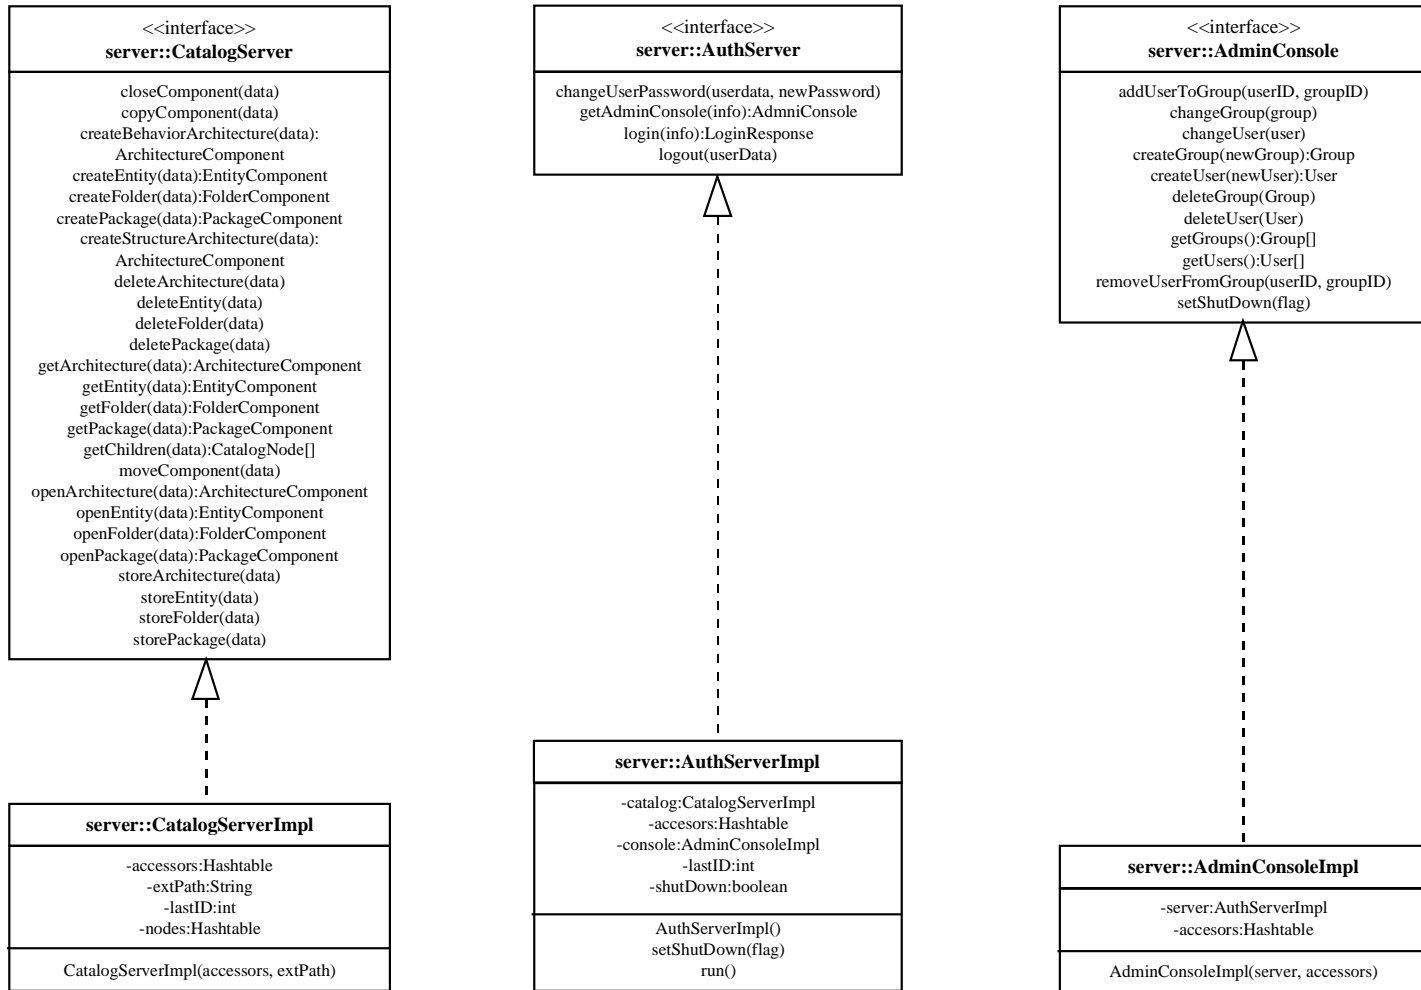 <<interface>>
server::CatalogServer
closeComponent(data)
copyComponent(data)
createBehaviorArchitecture(data):
ArchitectureComponent
createEntity(data):EntityComponent
createFolder(data):FolderComponent
createPackage(data):PackageComponent
createStructureArchitecture(data):
ArchitectureComponent
deleteArchitecture(data)
deleteEntity(data)
deleteFolder(data)
deletePackage(data)
getArchitecture(data):ArchitectureComponent
getEntity(data):EntityComponent
getFolder(data):FolderComponent
getPackage(data):PackageComponent
getChildren(data):CatalogNode[]
moveComponent(data)
openArchitecture(data):ArchitectureComponent
openEntity(data):EntityComponent
openFolder(data):FolderComponent
openPackage(data):PackageComponent
storeArchitecture(data)
storeEntity(data)
storeFolder(data)
storePackage(data)
server::CatalogServerImpl
-accessors:Hashtable
-extPath:String
-lastID:int
-nodes:Hashtable
CatalogServerImpl(accessors, extPath)
<<interface>>
server::AuthServer
changeUserPassword(userdata, newPassword)
getAdminConsole(info):AdmniConsole
login(info):LoginResponse
logout(userData)
server::AuthServerImpl
-catalog:CatalogServerImpl
-accesors:Hashtable
-console:AdminConsoleImpl
-lastID:int
-shutDown:boolean
AuthServerImpl()
setShutDown(flag)
run()
<<interface>>
server::AdminConsole
addUserToGroup(userID, groupID)
changeGroup(group)
changeUser(user)
createGroup(newGroup):Group
createUser(newUser):User
deleteGroup(Group)
deleteUser(User)
getGroups():Group[]
getUsers():User[]
removeUserFromGroup(userID, groupID)
setShutDown(flag)
server::AdminConsoleImpl
-server:AuthServerImpl
-accesors:Hashtable
AdminConsoleImpl(server, accessors)